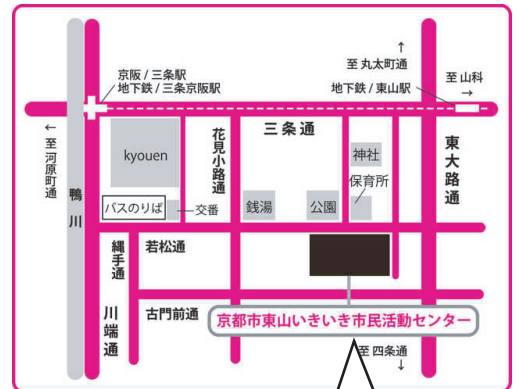 ↑
至 丸太町通
京阪 / 三条駅
地下鉄 / 三条京阪駅
地下鉄 / 東山駅
至 山科
→
←
至 河原町通
鴨川
kyouen
バスのりば
交番
花見小路通
三条通
銭湯
公園
神社
保育所
東大路通
縄手通
若松通
川端通
古門前通
京都市東山いきいき市民活動センター
至 四条通
↓